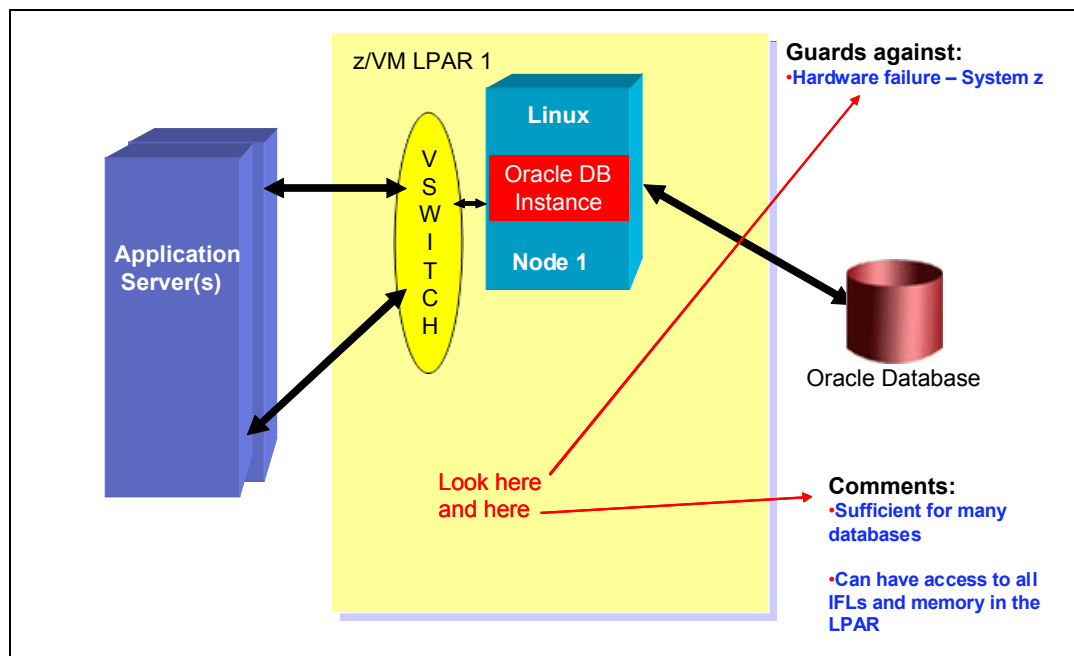 z/VM LPAR 1
Application
Server(s)
V
S
W
I
T
C
H
Linux
Oracle DB
Instance
Node 1
Guards against:
•Hardware failure – System z
Oracle Database
Look here
and here
Comments:
•Sufficient for many
databases
•Can have access to all
IFLs and memory in the
LPAR